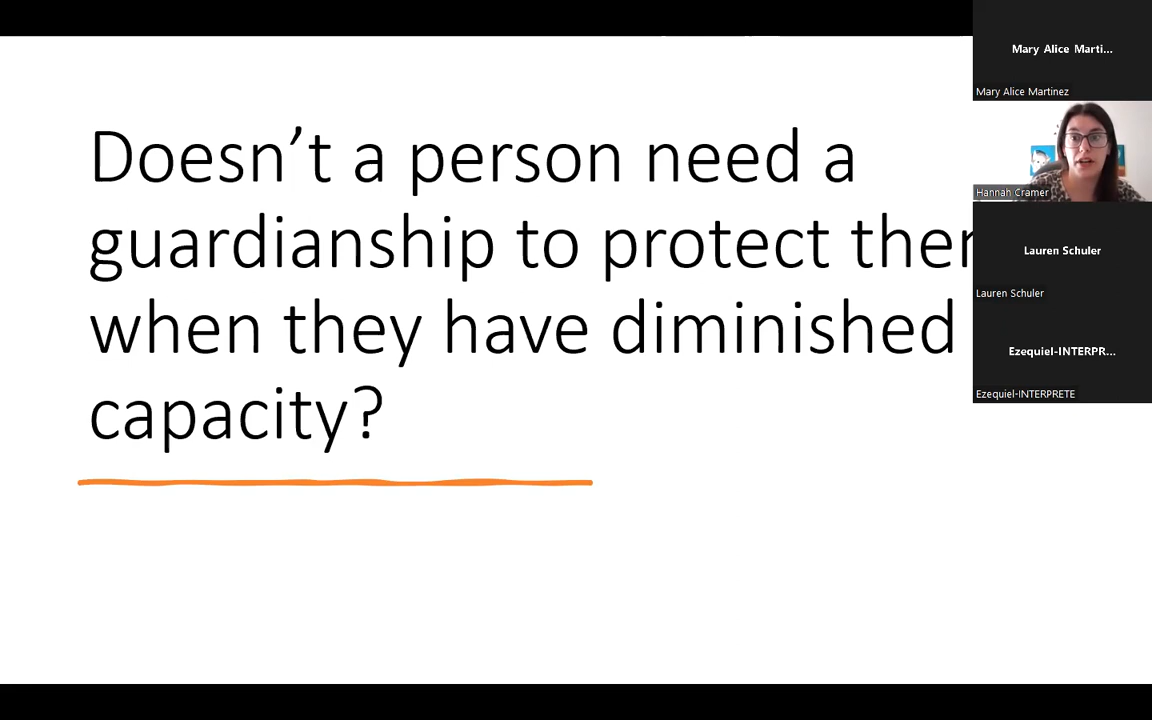 Doesn’t a person need a
guardianship to protect
when they have diminished
capacity?
Mary Alice Marti...
Mary Alice Martinez
Hannah Cramer
Lauren Schuler
Lauren Schuler
Ezequiel-INTERPR...
Ezequiel-INTERPRETE